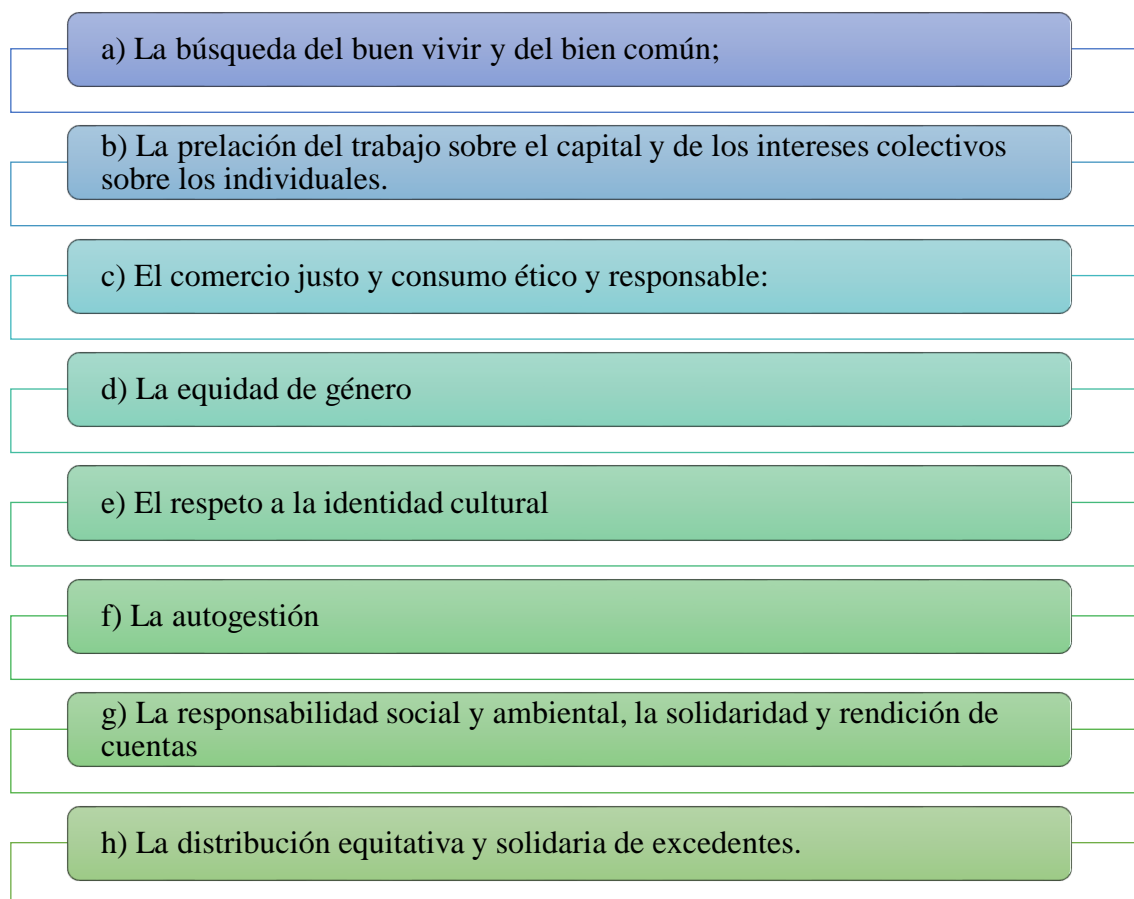 a) La búsqueda del buen vivir y del bien común;
b) La prelación del trabajo sobre el capital y de los intereses colectivos
sobre los individuales.
c) El comercio justo y consumo ético y responsable:
d) La equidad de género
e) El respeto a la identidad cultural
f) La autogestión
g) La responsabilidad social y ambiental, la solidaridad y rendición de
cuentas
h) La distribución equitativa y solidaria de excedentes.